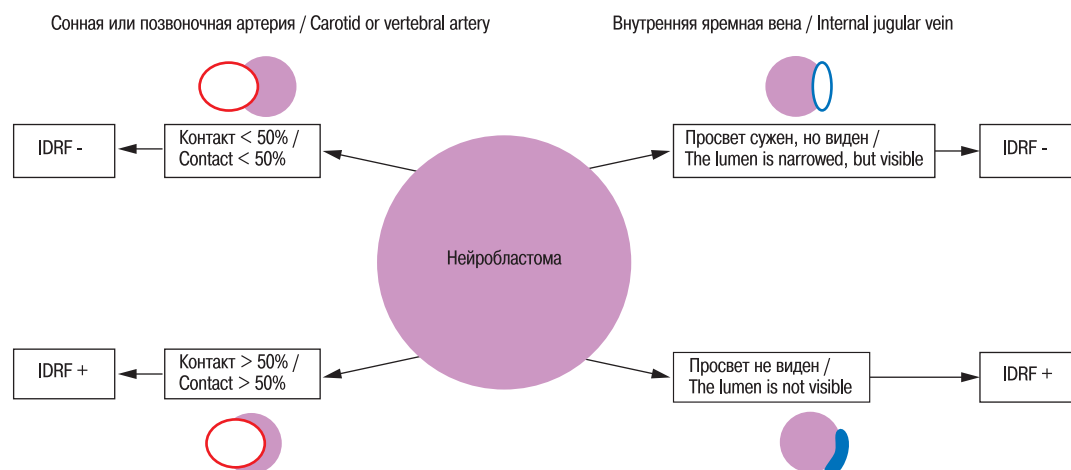 Сонная или позвоночная артерия / Carotid or vertebral artery
Внутренняя яремная вена / Internal jugular vein
IDRF -
Контакт < 50% /
Contact < 50%
Просвет сужен, но виден /
The lumen is narrowed, but visible
IDRF -
Нейробластома
IDRF +
Контакт > 50% /
Contact > 50%
Просвет не виден /
The lumen is not visible
IDRF +